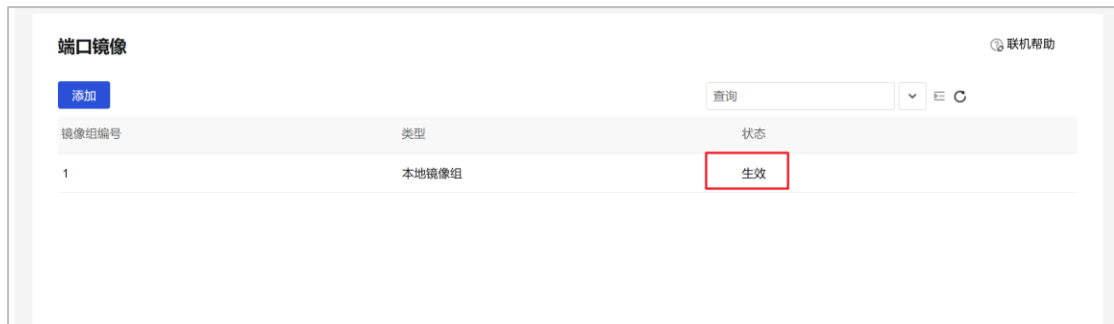 端口镜像
联机帮助
添加
查询
镜像组编号 类型 状态
1 本地镜像组 生效